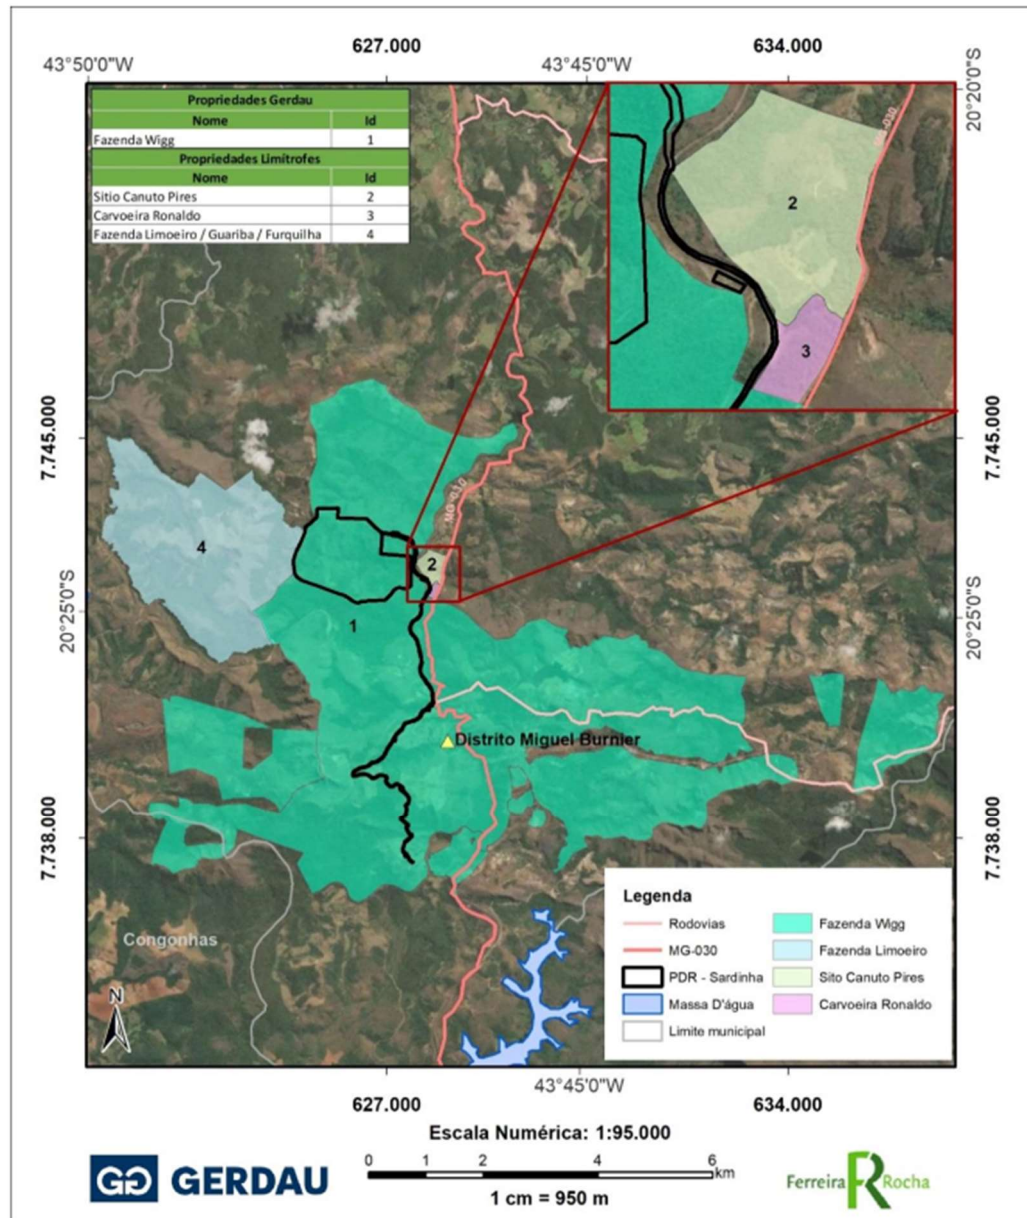 627.000 634.000
43°50'0"W 43°45'0"W
20°20'0"S
Propriedades Gerdau
Nome Id
Fazenda Wigg 1
Propriedades Limítrofes
Nome Id
Sitio Canuto Pires 2
Carvoeira Ronaldo 3
Fazenda Limoeiro / Guariba / Furquilha 4
MG-030
2
3
7.745.000 7.745.000
MG-030
4
2
1
20°25'0"S 20°25'0"S
Distrito Miguel Burnier
7.738.000 7.738.000
Congonhas
N
Legenda
Rodovias Fazenda Wigg
MG-030 Fazenda Limoeiro
PDR - Sardinha Sito Canuto Pires
Massa D'água Carvoeira Ronaldo
Limite municipal
43°45'0"W
627.000 634.000
Escala Numérica: 1:95.000
0 1 2 4 6 km
1 cm = 950 m
GERDAU
Ferreira Rocha